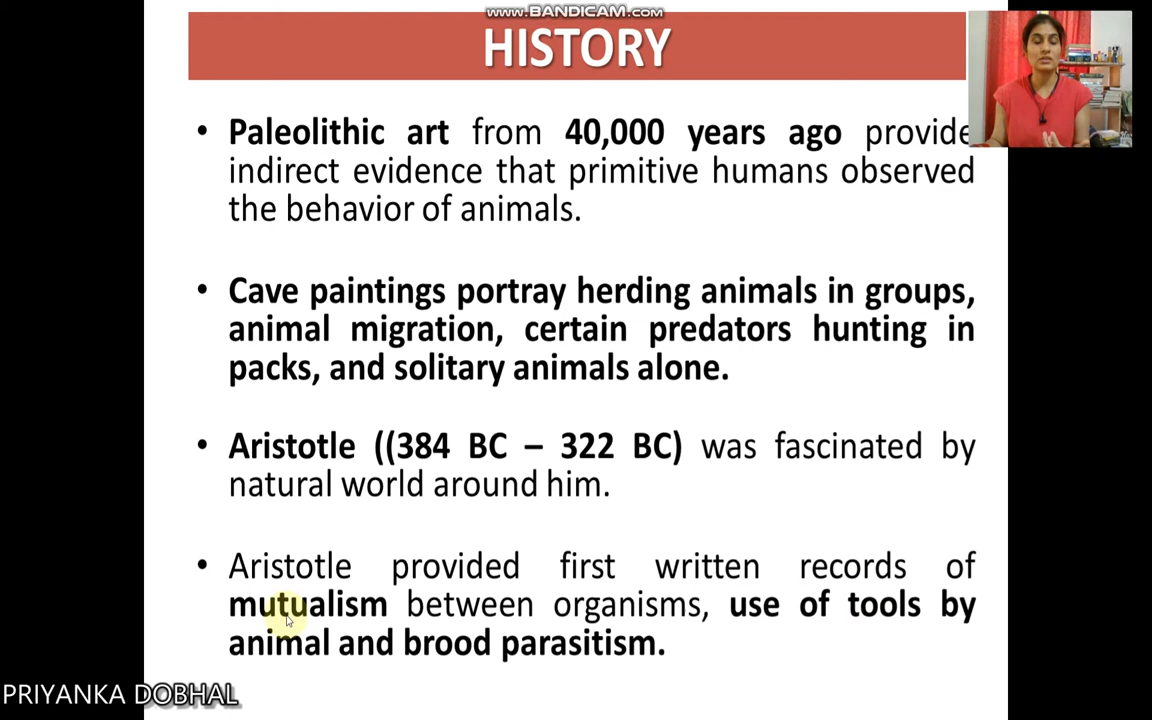 www.BANDICAM.com
HISTORY
• Paleolithic art from 40,000 years ago provide
indirect evidence that primitive humans observed
the behavior of animals.
• Cave paintings portray herding animals in groups,
animal migration, certain predators hunting in
packs, and solitary animals alone.
• Aristotle ((384 BC – 322 BC) was fascinated by
natural world around him.
• Aristotle provided first written records of
mutualism between organisms, use of tools by
animal and brood parasitism.
PRIYANKA DOBHAL